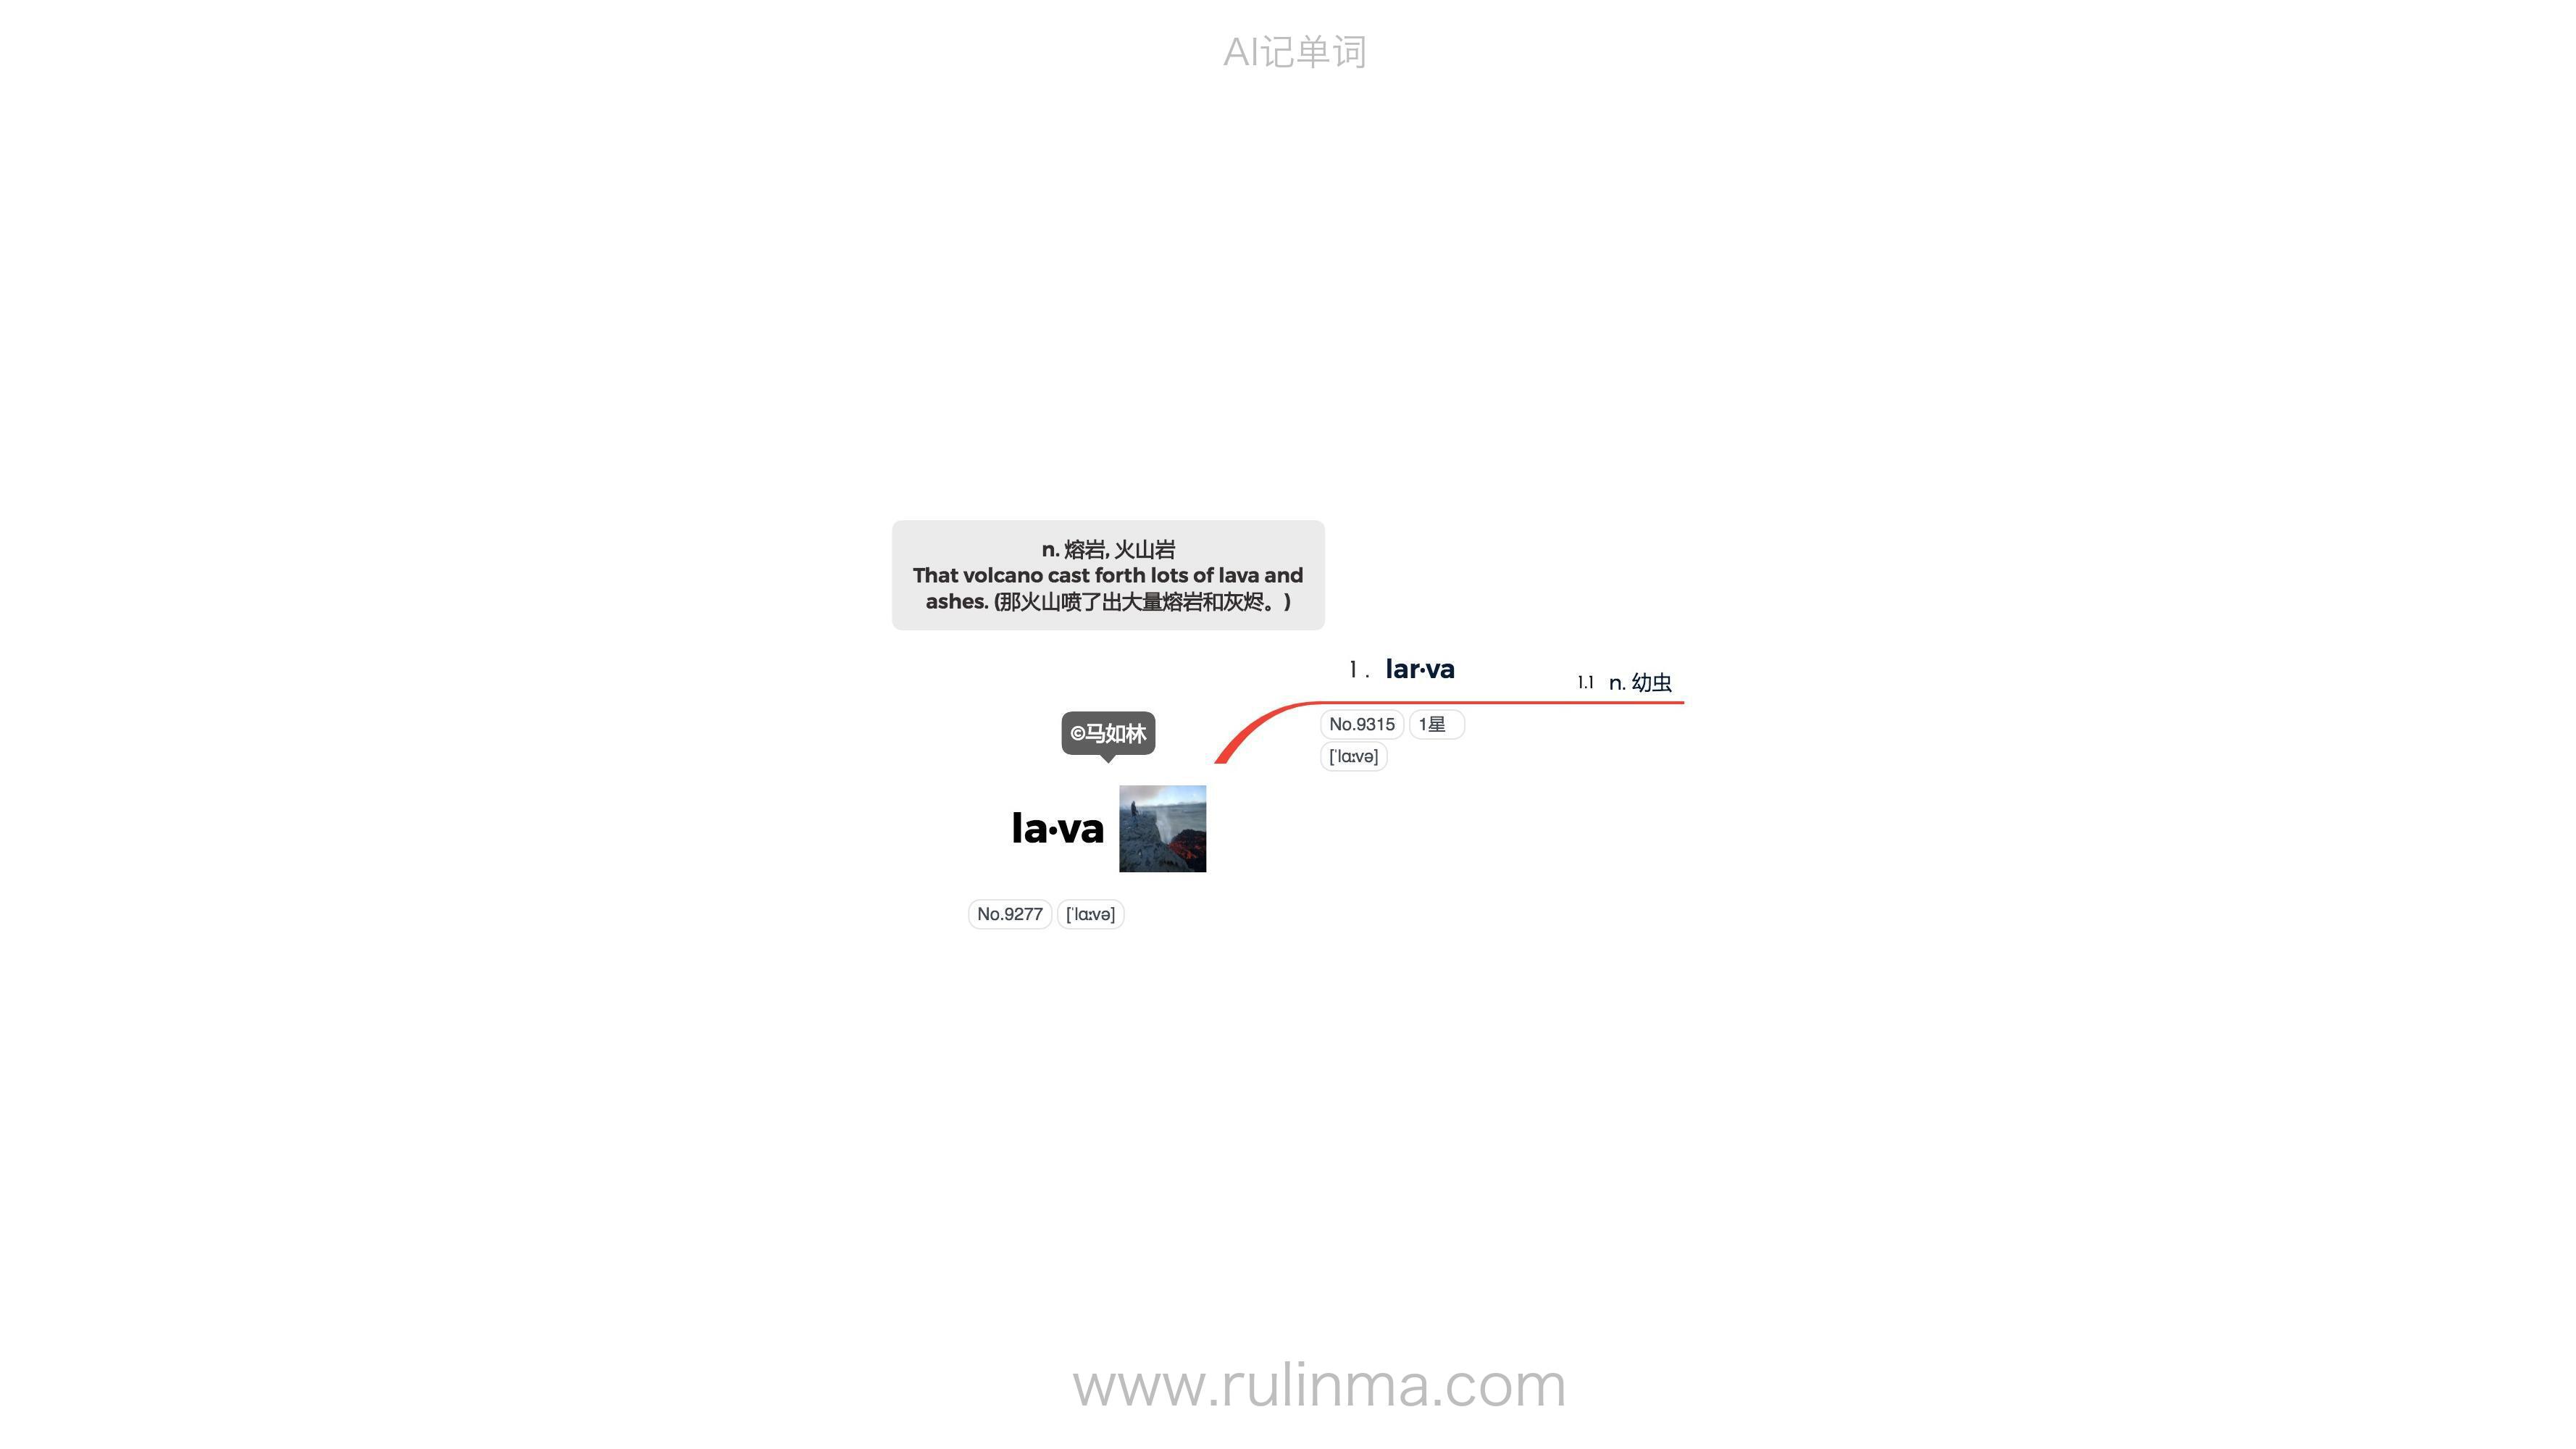 AI记单词
n. 熔岩, 火山岩
That volcano cast forth lots of lava and
ashes. (那火山喷了出大量熔岩和灰烬。)
1. lar·va
1.1 n. 幼虫
No.9315 1星
[ˈlɑːvə]
©马如林
la·va
No.9277 [ˈlɑːvə]
www.rulinma.com